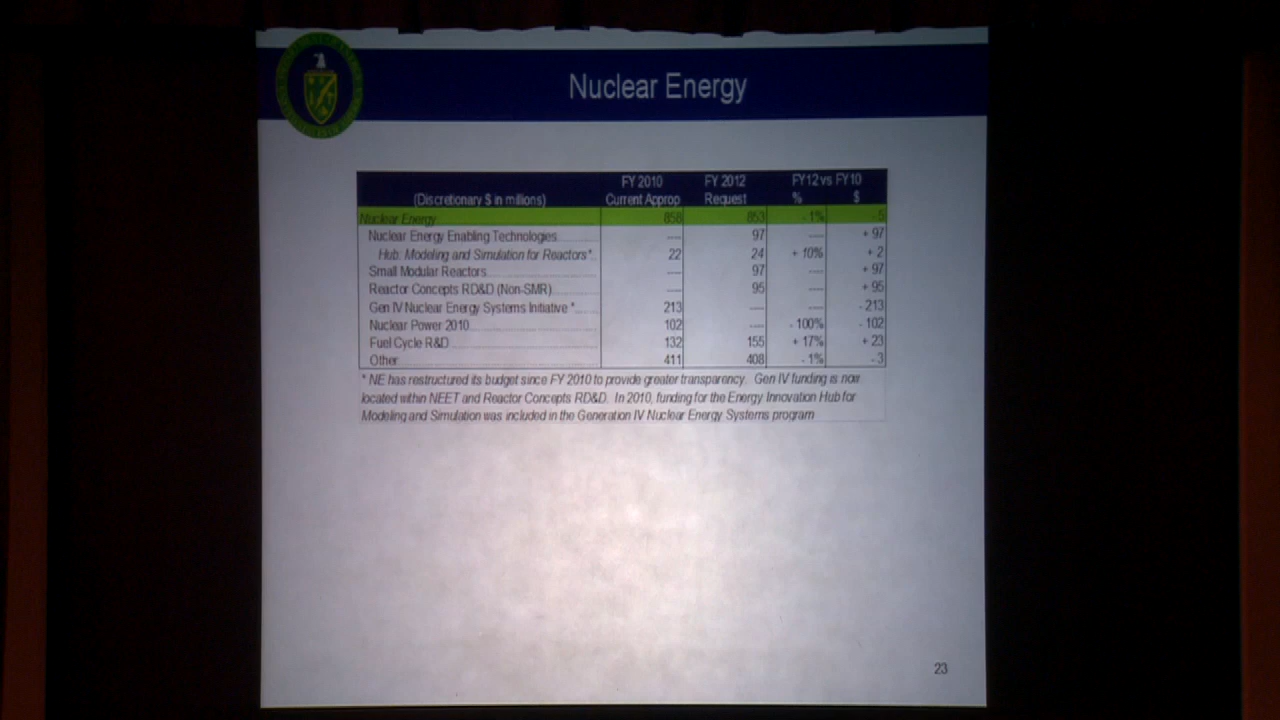 Nuclear Energy
FY 2010 FY 2012 FY12 vs FY10
(Discretionary $ in millions) Current Approp Request % $
Nuclear Energy 858 853 - 1% - 5
Nuclear Energy Enabling Technologies ---- 97 ---- + 97
Hub: Modeling and Simulation for Reactors* 22 24 + 10% + 2
Small Modular Reactors ---- 97 ---- + 97
Reactor Concepts RD&D (Non-SMR) ---- 95 ---- + 95
Gen IV Nuclear Energy Systems Initiative * 213 ---- ---- - 213
Nuclear Power 2010 102 ---- - 100% - 102
Fuel Cycle R&D 132 155 + 17% + 23
Other 411 408 - 1% - 3
* NE has restructured its budget since FY 2010 to provide greater transparency. Gen IV funding is now
located within NEET and Reactor Concepts RD&D. In 2010, funding for the Energy Innovation Hub for
Modeling and Simulation was included in the Generation IV Nuclear Energy Systems program
23